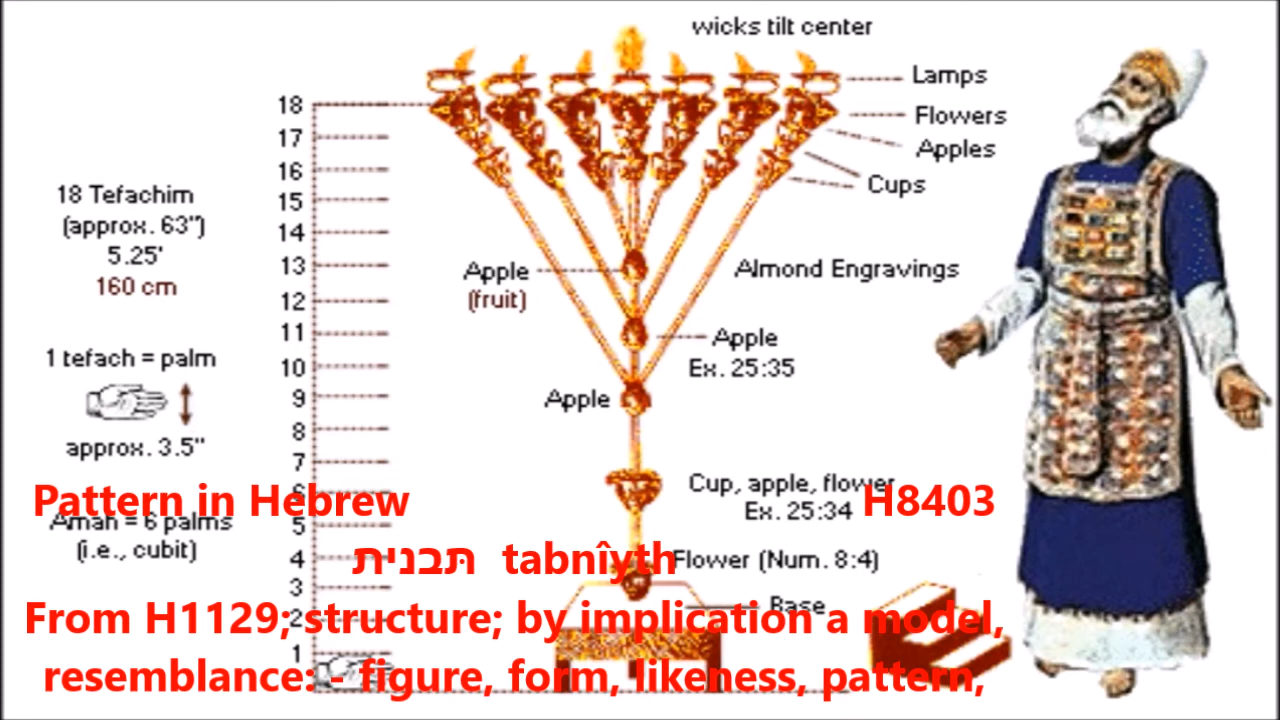 wicks tilt center
Lamps
Flowers
Apples
Cups
18
17
16
15
14
13
12
11
10
9
8
7
6
5
4
3
2
1
18 Tefachim
(approx. 63")
5.25'
160 cm
Apple
(fruit)
Almond Engravings
Apple
Ex. 25:35
1 tefach = palm
approx. 3.5"
Apple
Cup, apple, flower
Ex. 25:34
Amah = 6 palms
(i.e., cubit)
Flower (Num. 8:4)
Base
Pattern in Hebrew H8403
תּבנית tabnîyth
From H1129; structure; by implication a model,
resemblance: - figure, form, likeness, pattern,